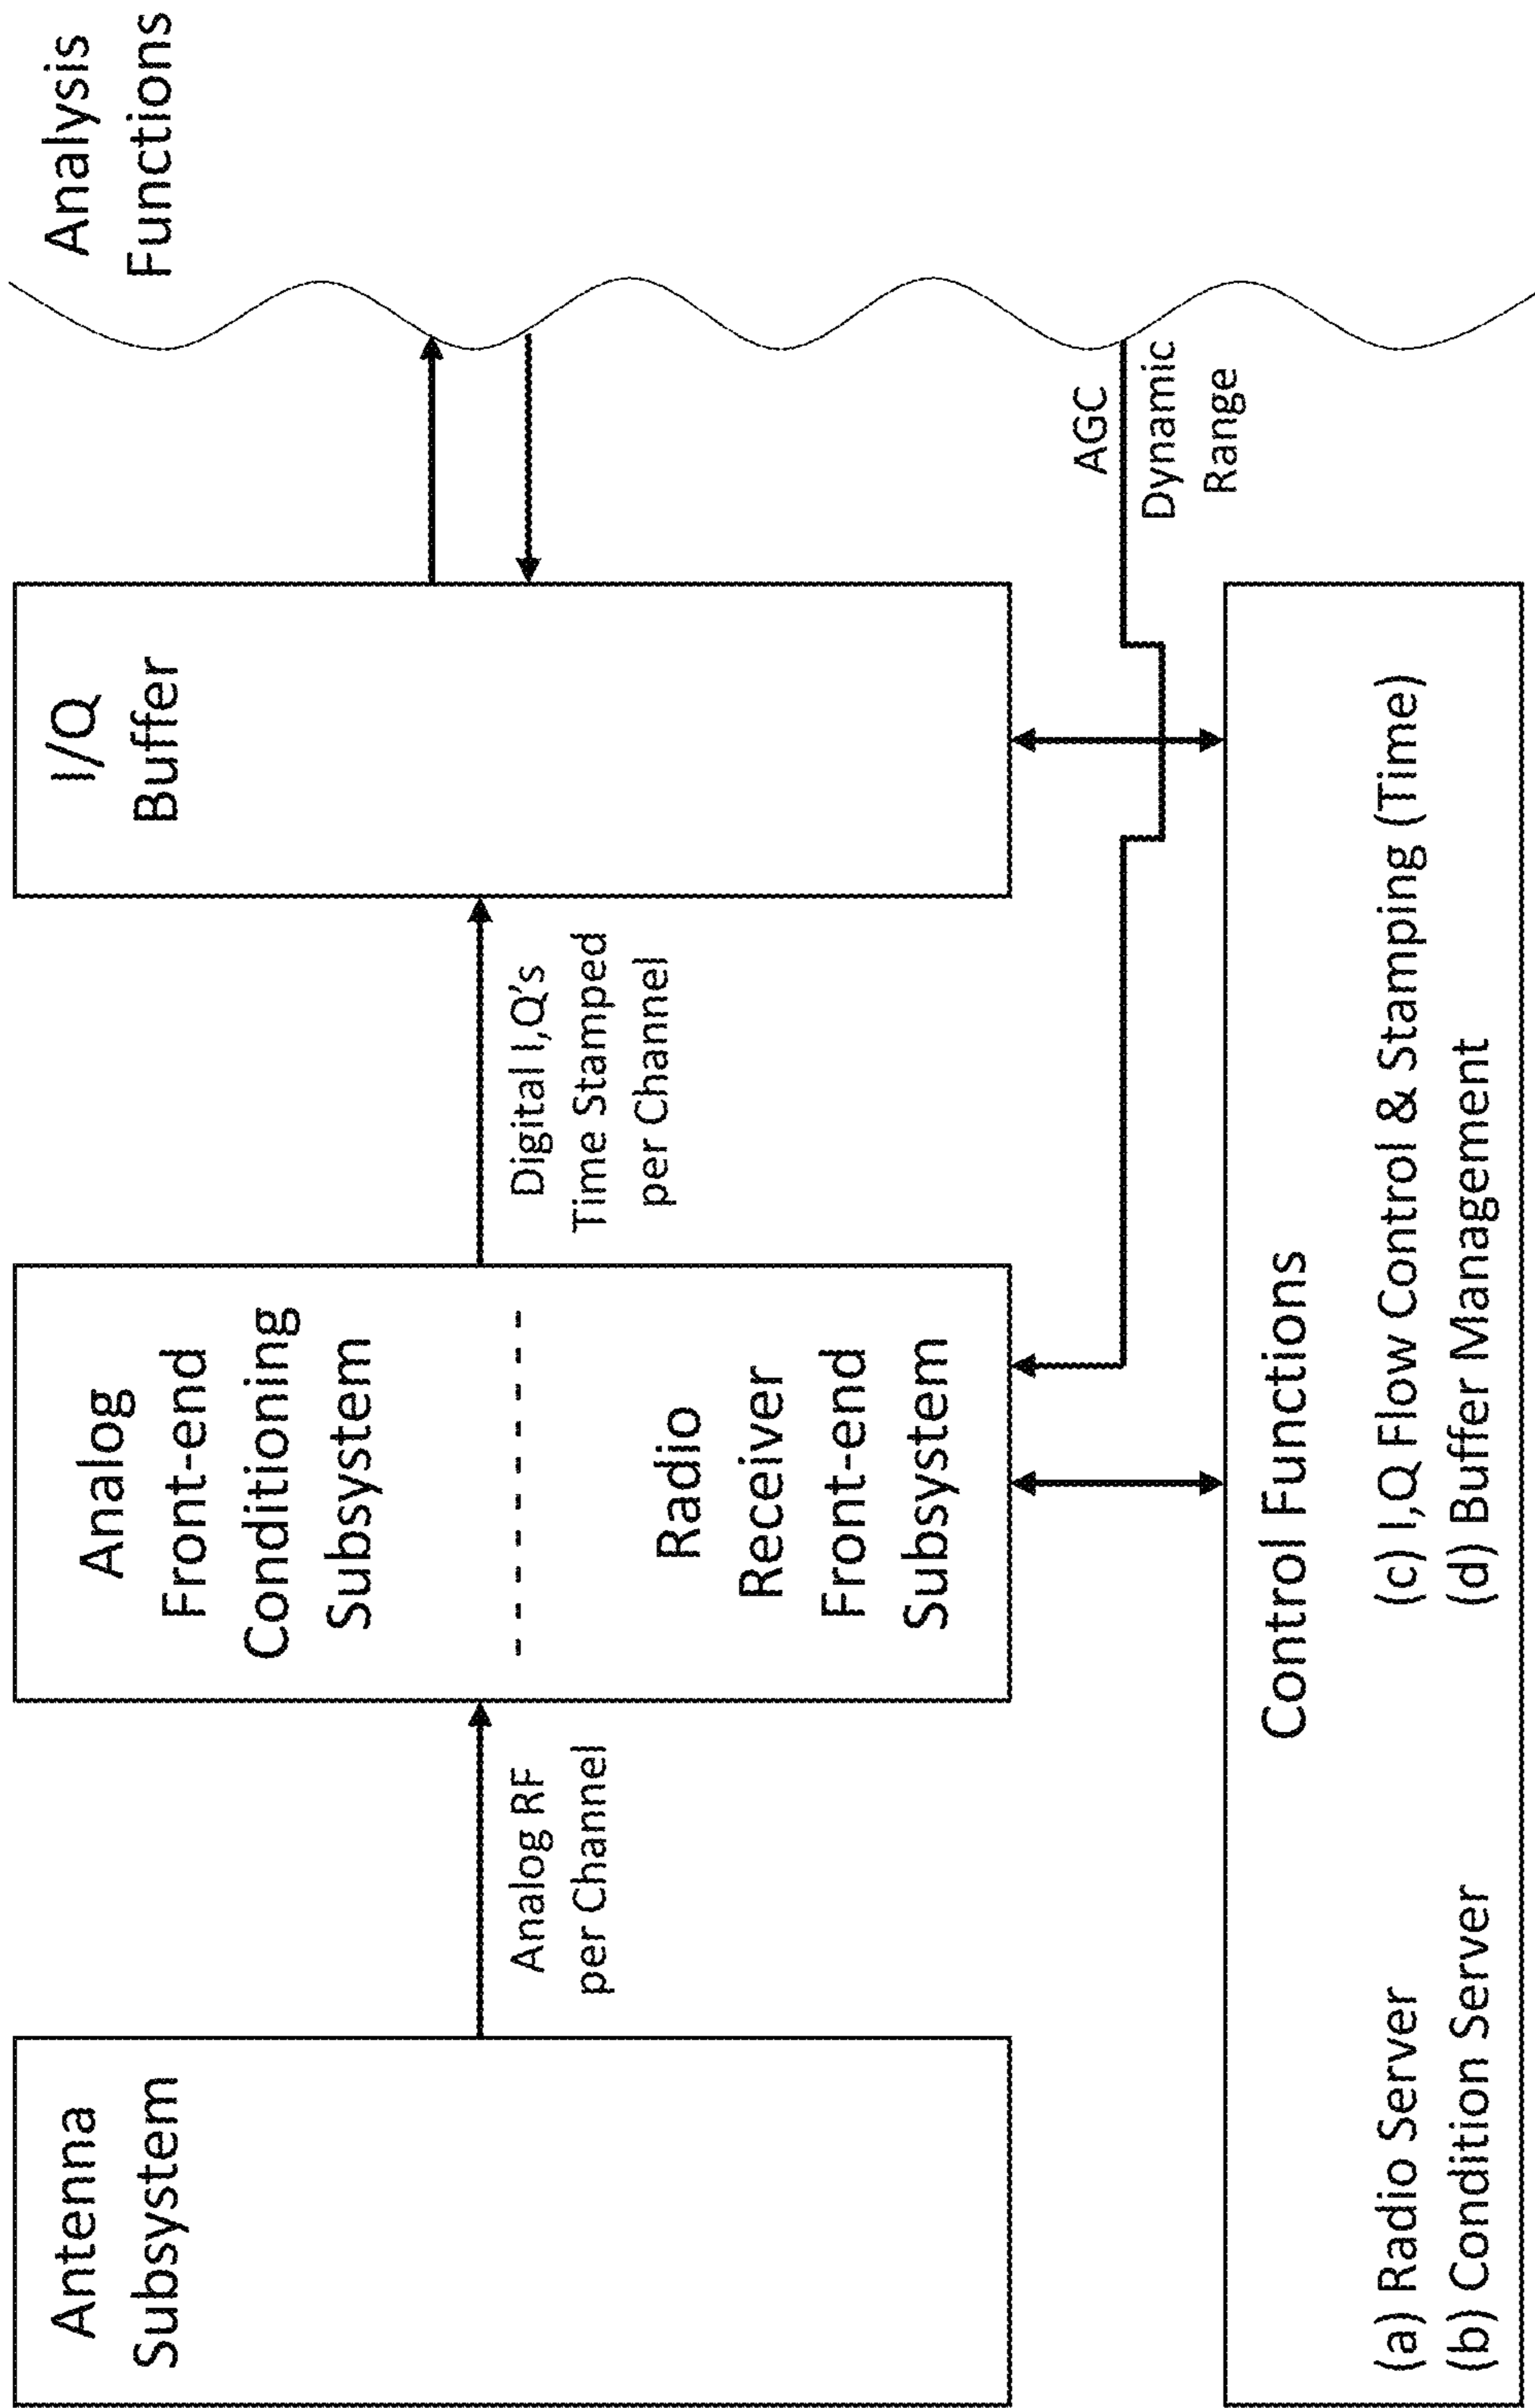 Antenna
Subsystem
Analog RF
per Channel
Analog
Front-end
Conditioning
Subsystem
Radio
Receiver
Front-end
Subsystem
Digital I,Q's
Time Stamped
per Channel
I/Q
Buffer
Analysis
Functions
AGC
Dynamic
Range
Control Functions
(a) Radio Server
(b) Condition Server
(c) I,Q Flow Control & Stamping (Time)
(d) Buffer Management